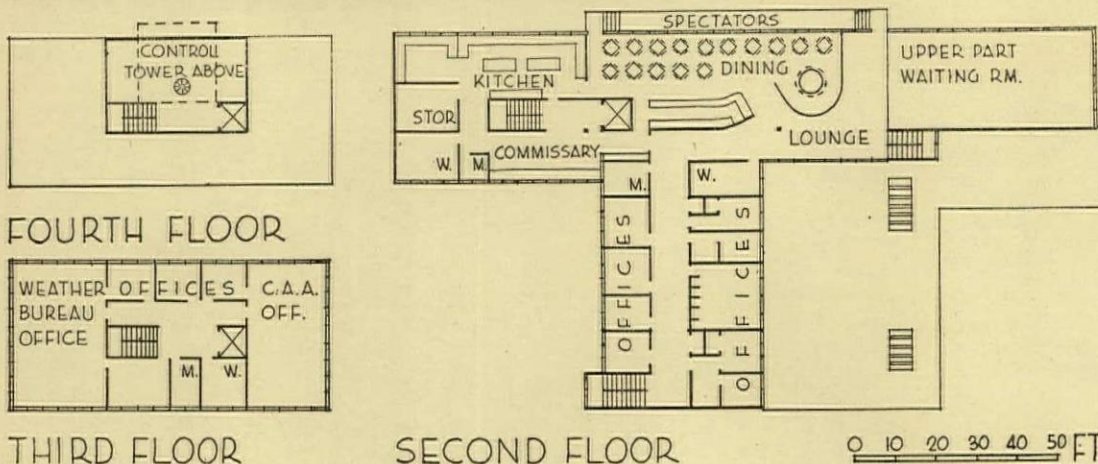 CONTROLL
TOWER ABOVE
FOURTH FLOOR
WEATHER
BUREAU
OFFICE
OFFICES
C.A.A.
OFF.
M.
W.
THIRD FLOOR
SPECTATORS
KITCHEN
DINING
UPPER PART
WAITING RM.
STOR.
W.
M.
COMMISSARY
LOUNGE
M.
W.
OFFICES
OFFICES
SECOND FLOOR
0 10 20 30 40 50 FT